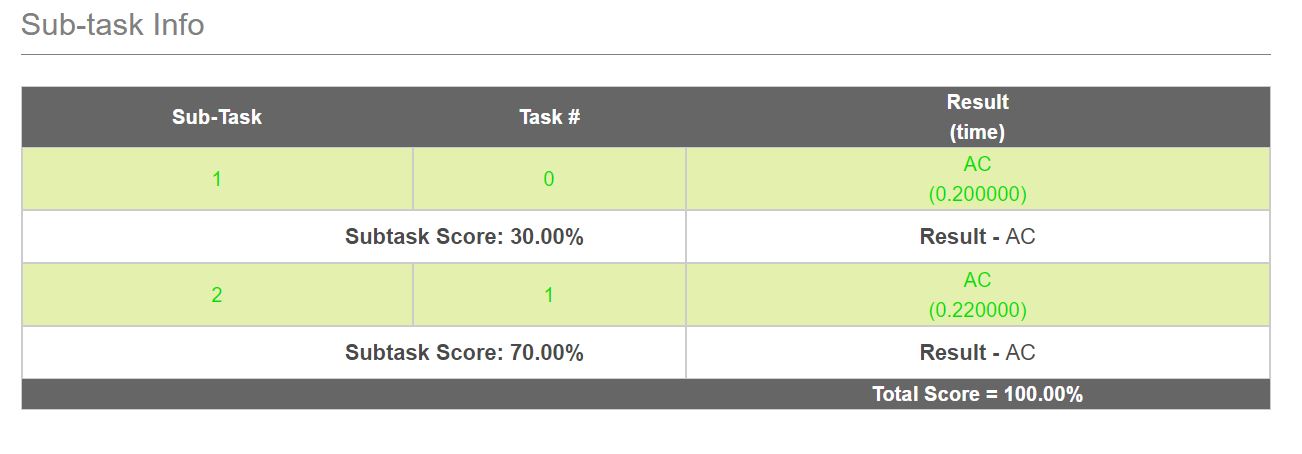 Sub-task Info
Sub-Task Task # Result
(time)
1 0 AC
(0.200000)
Subtask Score: 30.00% Result - AC
2 1 AC
(0.220000)
Subtask Score: 70.00% Result - AC
Total Score = 100.00%